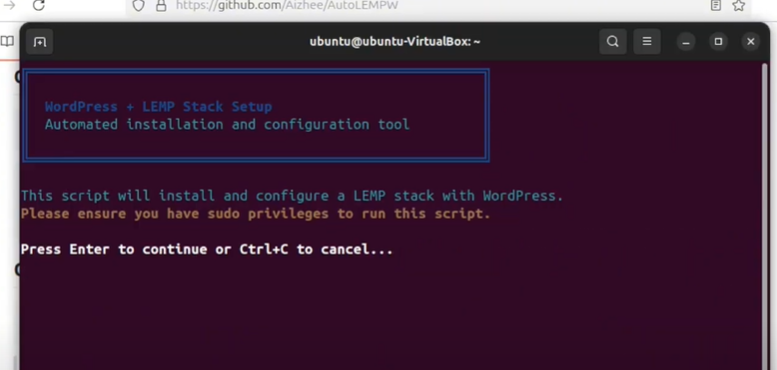 https://github.com/Aizhee/AutoLEMPW
ubuntu@ubuntu-VirtualBox: ~
WordPress + LEMP Stack Setup
Automated installation and configuration tool
This script will install and configure a LEMP stack with WordPress.
Please ensure you have sudo privileges to run this script.
Press Enter to continue or Ctrl+C to cancel...